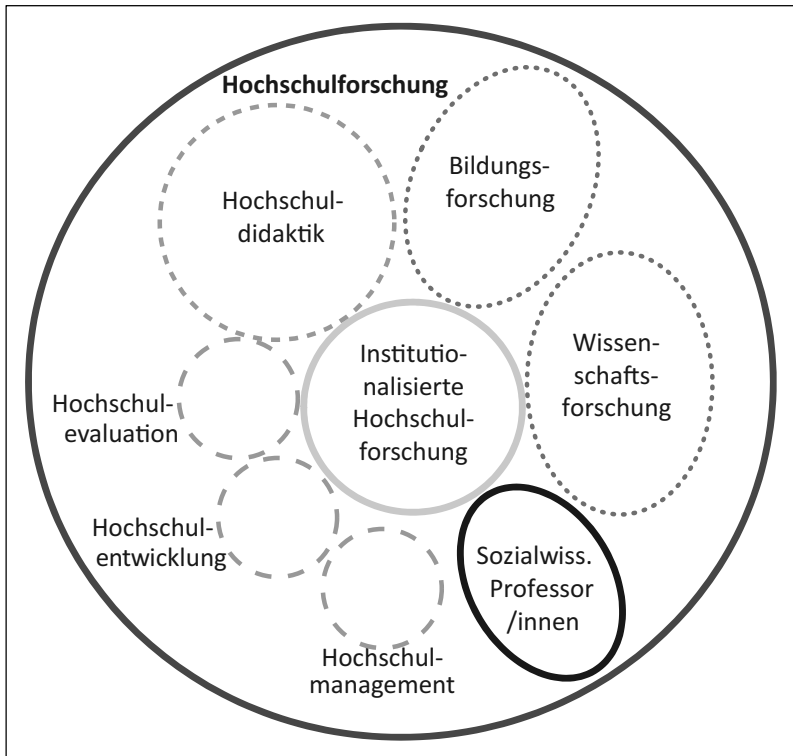 Hochschulforschung
Bildungs-
forschung
Hochschul-
didaktik
Wissen-
schafts-
forschung
Institutio-
nalisierte
Hochschul-
forschung
Hochschul-
evaluation
Hochschul-
entwicklung
Sozialwiss.
Professor
/innen
Hochschul-
management